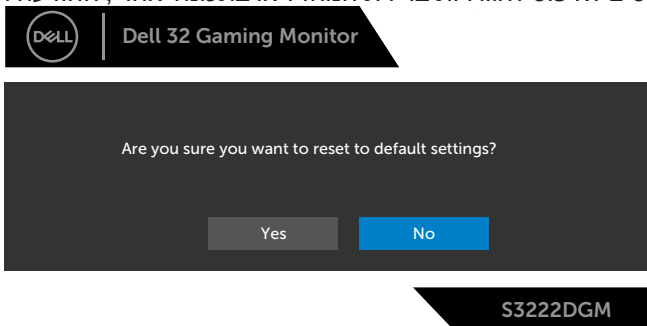 DELL
Dell 32 Gaming Monitor
Are you sure you want to reset to default settings?
Yes
No
S3222DGM